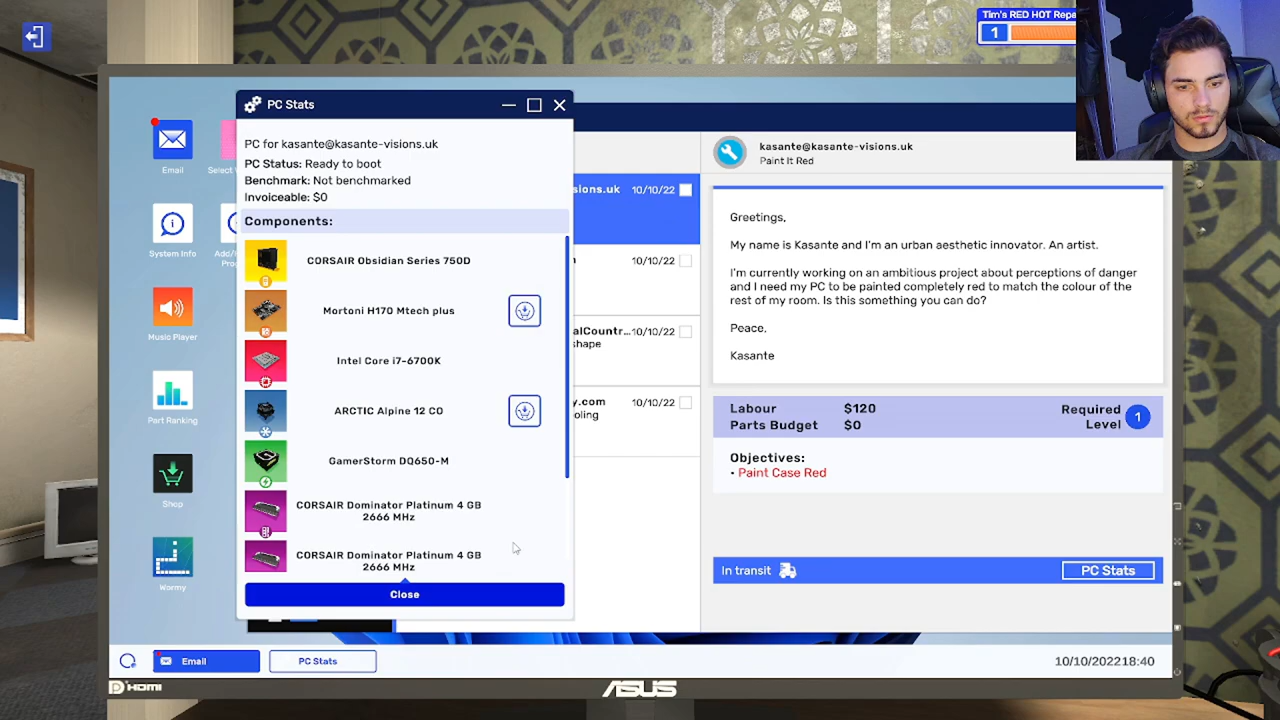 Tim's RED HOT Repa
1
PC Stats
PC for kasante@kasante-visions.uk
PC Status: Ready to boot
Benchmark: Not benchmarked
Invoiceable: $0
Components:
CORSAIR Obsidian Series 750D
Mortoni H170 Mtech plus
Intel Core i7-6700K
ARCTIC Alpine 12 CO
GamerStorm DQ650-M
CORSAIR Dominator Platinum 4 GB
2666 MHz
CORSAIR Dominator Platinum 4 GB
2666 MHz
Close
Email
System Info
Music Player
Part Ranking
Shop
Wormy
Select
Add/
Pro
sions.uk 10/10/22
10/10/22
alCountr...10/10/22
shape
y.com 10/10/22
oling
kasante@kasante-visions.uk
Paint It Red
Greetings,
My name is Kasante and I'm an urban aesthetic innovator. An artist.
I'm currently working on an ambitious project about perceptions of danger
and I need my PC to be painted completely red to match the colour of the
rest of my room. Is this something you can do?
Peace,
Kasante
Labour $120
Parts Budget $0
Required
Level 1
Objectives:
• Paint Case Red
In transit
PC Stats
Email
PC Stats
10/10/2022 18:40
HDMI
ASUS